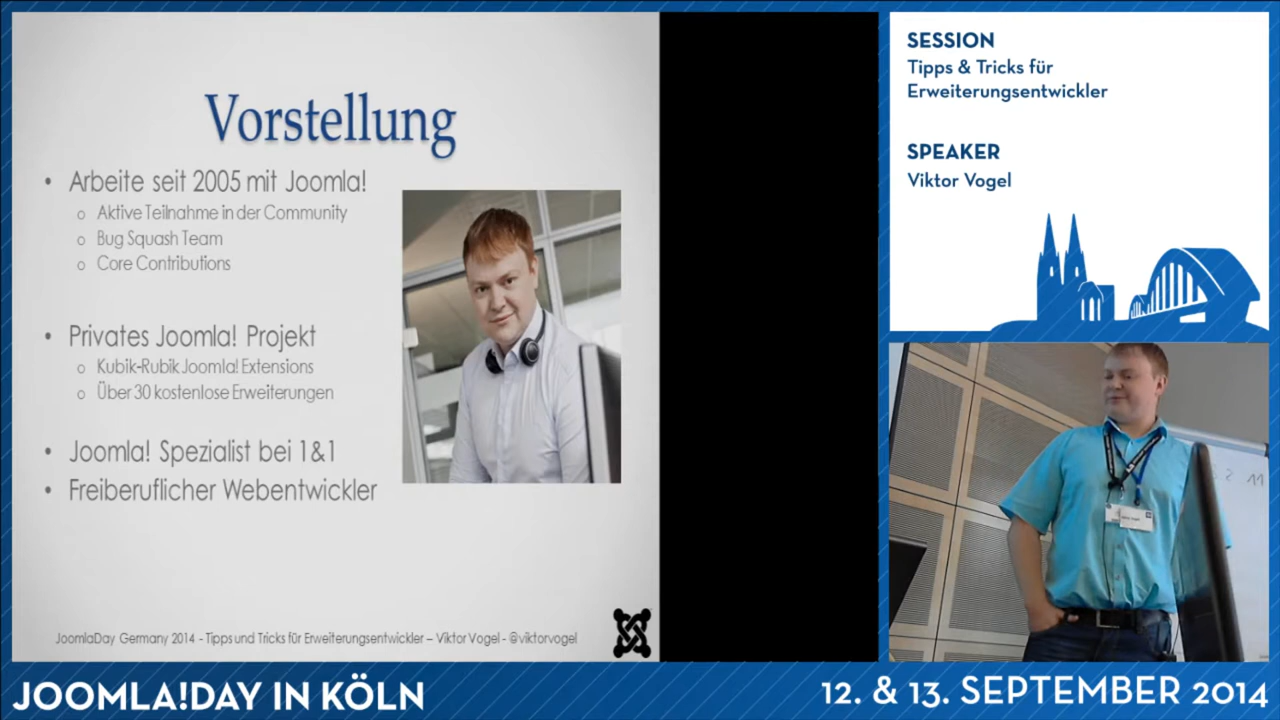 Vorstellung
• Arbeite seit 2005 mit Joomla!
o Aktive Teilnahme in der Community
o Bug Squash Team
o Core Contributions
• Privates Joomla! Projekt
o Kubik-Rubik Joomla! Extensions
o Über 30 kostenlose Erweiterungen
• Joomla! Spezialist bei 1&1
• Freiberuflicher Webentwickler
JoomlaDay Germany 2014 - Tipps und Tricks für Erweiterungsentwickler – Viktor Vogel - @viktorvogel
SESSION
Tipps & Tricks für
Erweiterungsentwickler
SPEAKER
Viktor Vogel
JOOMLA!DAY IN KÖLN
12. & 13. SEPTEMBER 2014